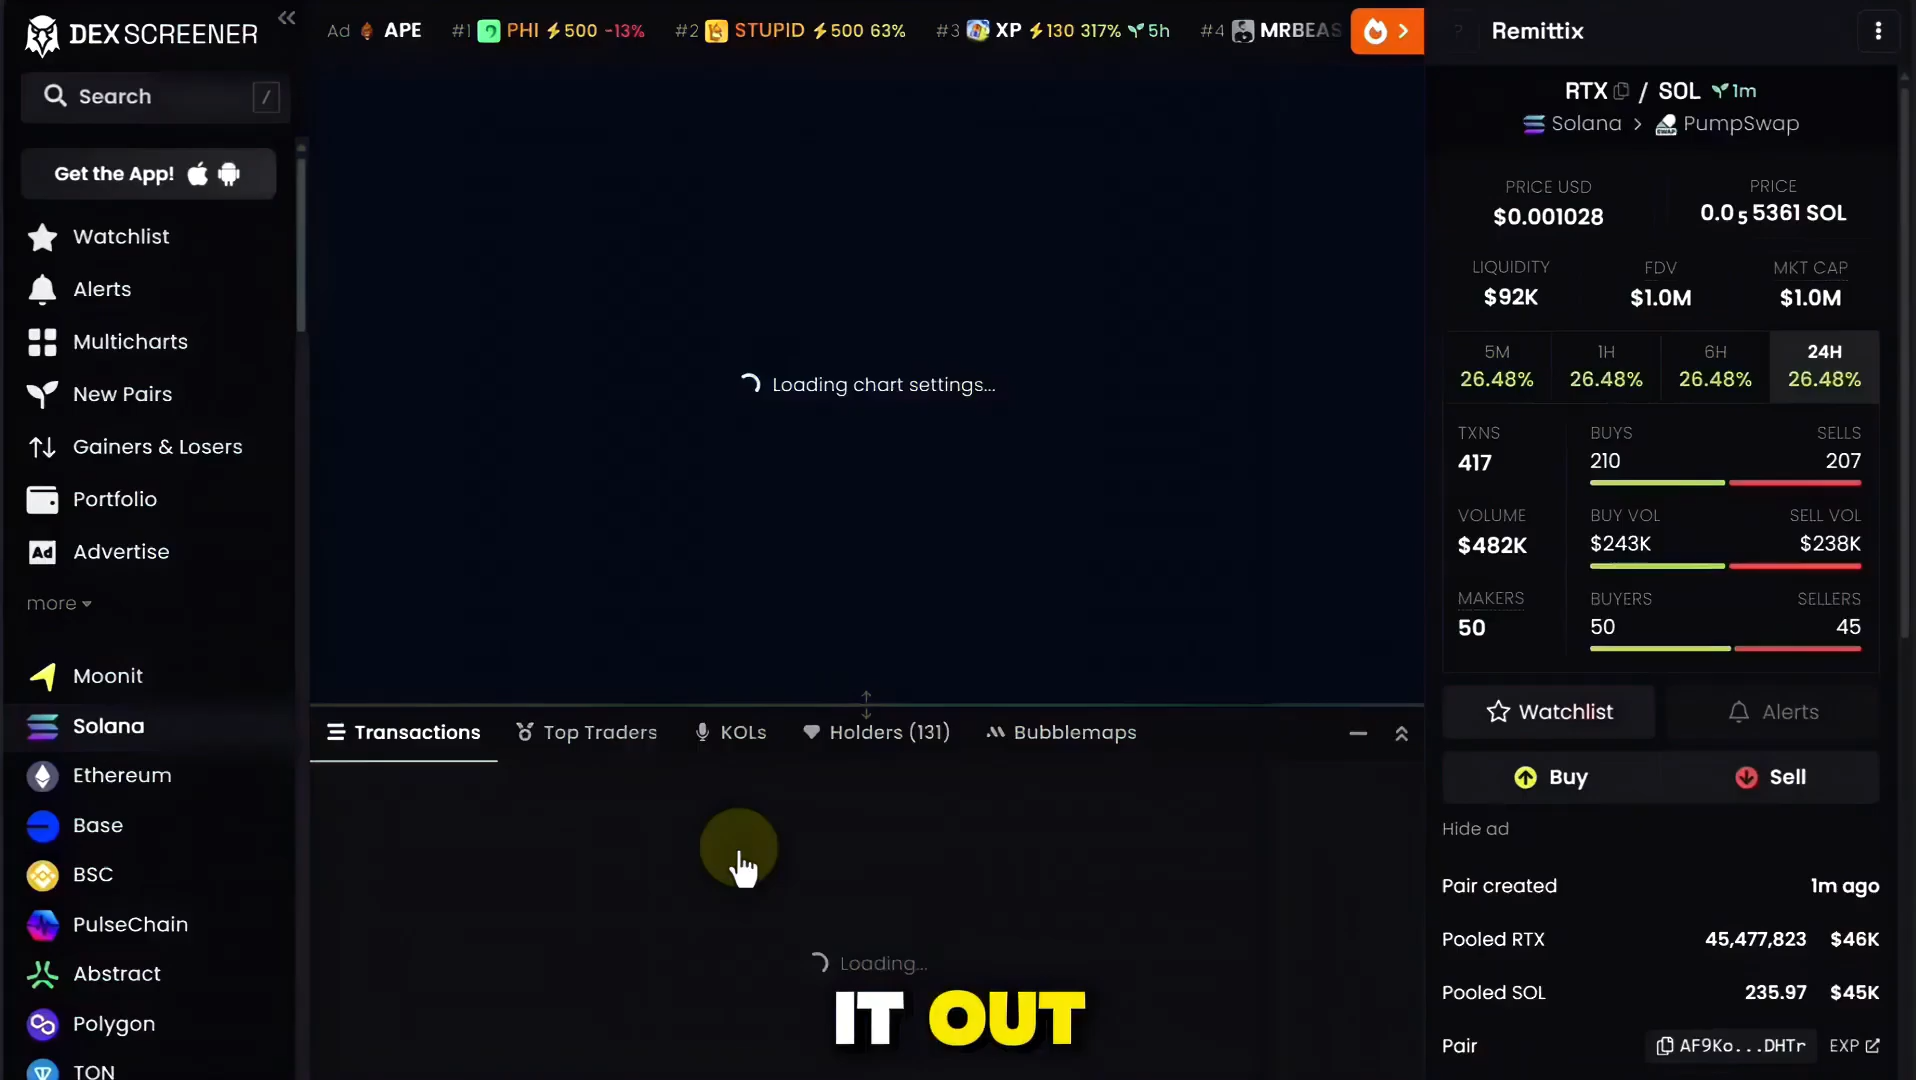 DEX SCREENER
Search /
Get the App!
Watchlist
Alerts
Multicharts
New Pairs
Gainers & Losers
Portfolio
Ad Advertise
more
Moonit
Solana
Ethereum
Base
BSC
PulseChain
Abstract
Polygon
TON
Ad APE #1 PHI 500 -13% #2 STUPID 500 63% #3 XP 130 317% 5h #4 MRBEAS
Loading chart settings...
Transactions Top Traders KOLs Holders (131) Bubblemaps
Loading...
IT OUT
? Remittix
RTX / SOL 1m
Solana > PumpSwap
PRICE USD PRICE
$0.001028 0.0₅5361 SOL
LIQUIDITY FDV MKT CAP
$92K $1.0M $1.0M
5M 1H 6H 24H
26.48% 26.48% 26.48% 26.48%
TXNS BUYS SELLS
417 210 207
VOLUME BUY VOL SELL VOL
$482K $243K $238K
MAKERS BUYERS SELLERS
50 50 45
Watchlist Alerts
Buy Sell
Hide ad
Pair created 1m ago
Pooled RTX 45,477,823 $46K
Pooled SOL 235.97 $45K
Pair AF9Ko...DHTr EXP